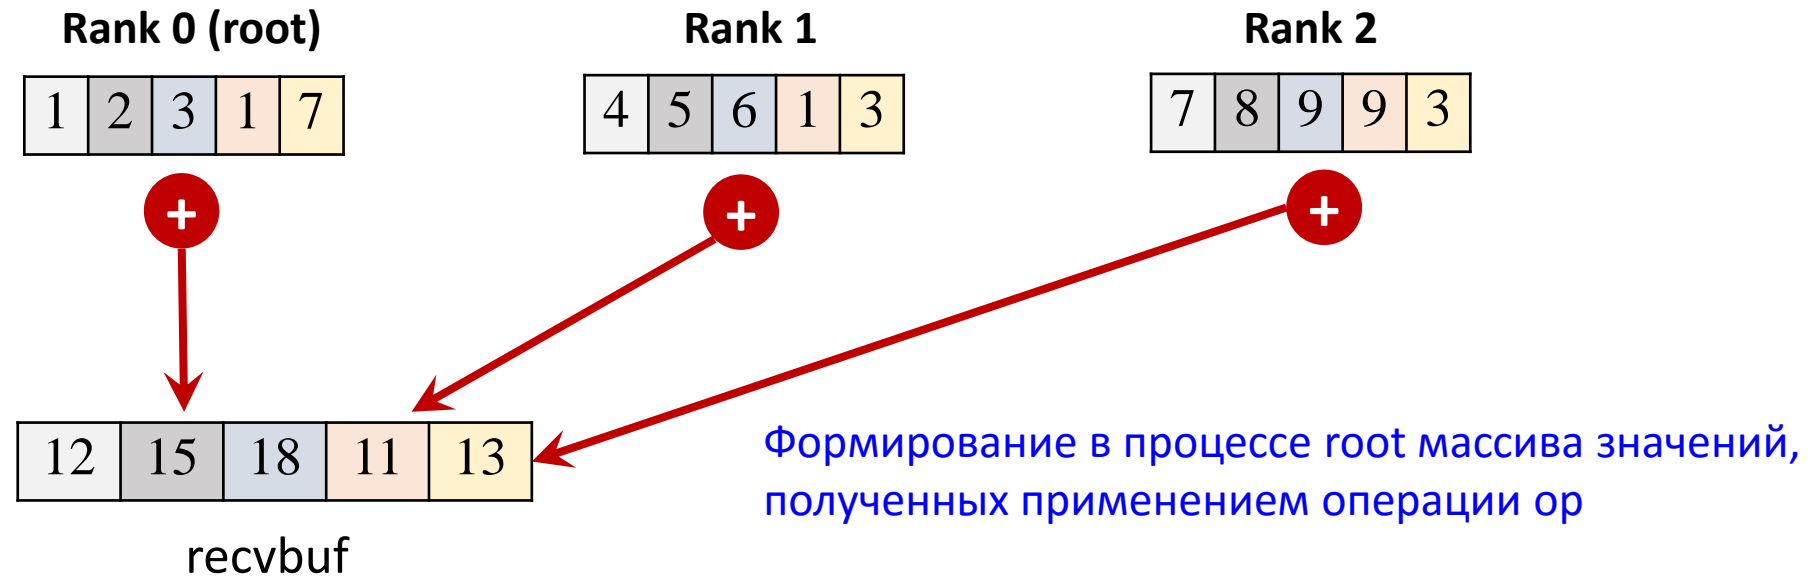 Rank 0 (root) Rank 1 Rank 2
1 2 3 1 7 4 5 6 1 3 7 8 9 9 3
+ + +
12 15 18 11 13
Формирование в процессе root массива значений,
полученных применением операции op
recvbuf